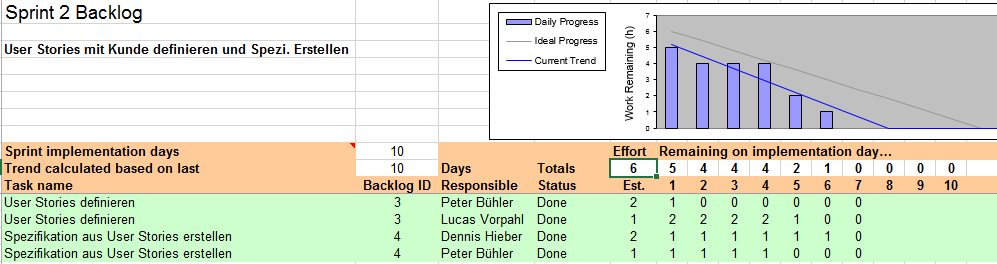 Sprint 2 Backlog
User Stories mit Kunde definieren und Spezi. Erstellen
Daily Progress
Ideal Progress
Current Trend
Work Remaining (h)
7
6
5
4
3
2
1
0
Sprint implementation days 10 Effort Remaining on implementation day…
Trend calculated based on last 10 Days Totals 6 5 4 4 4 2 1 0 0 0 0
Task name Backlog ID Responsible Status Est. 1 2 3 4 5 6 7 8 9 10
User Stories definieren 3 Peter Bühler Done 2 1 0 0 0 0 0 0
User Stories definieren 3 Lucas Vorpahl Done 1 2 2 2 2 1 0 0
Spezifikation aus User Stories erstellen 4 Dennis Hieber Done 2 1 1 1 1 1 1 0
Spezifikation aus User Stories erstellen 4 Peter Bühler Done 1 1 1 1 1 0 0 0